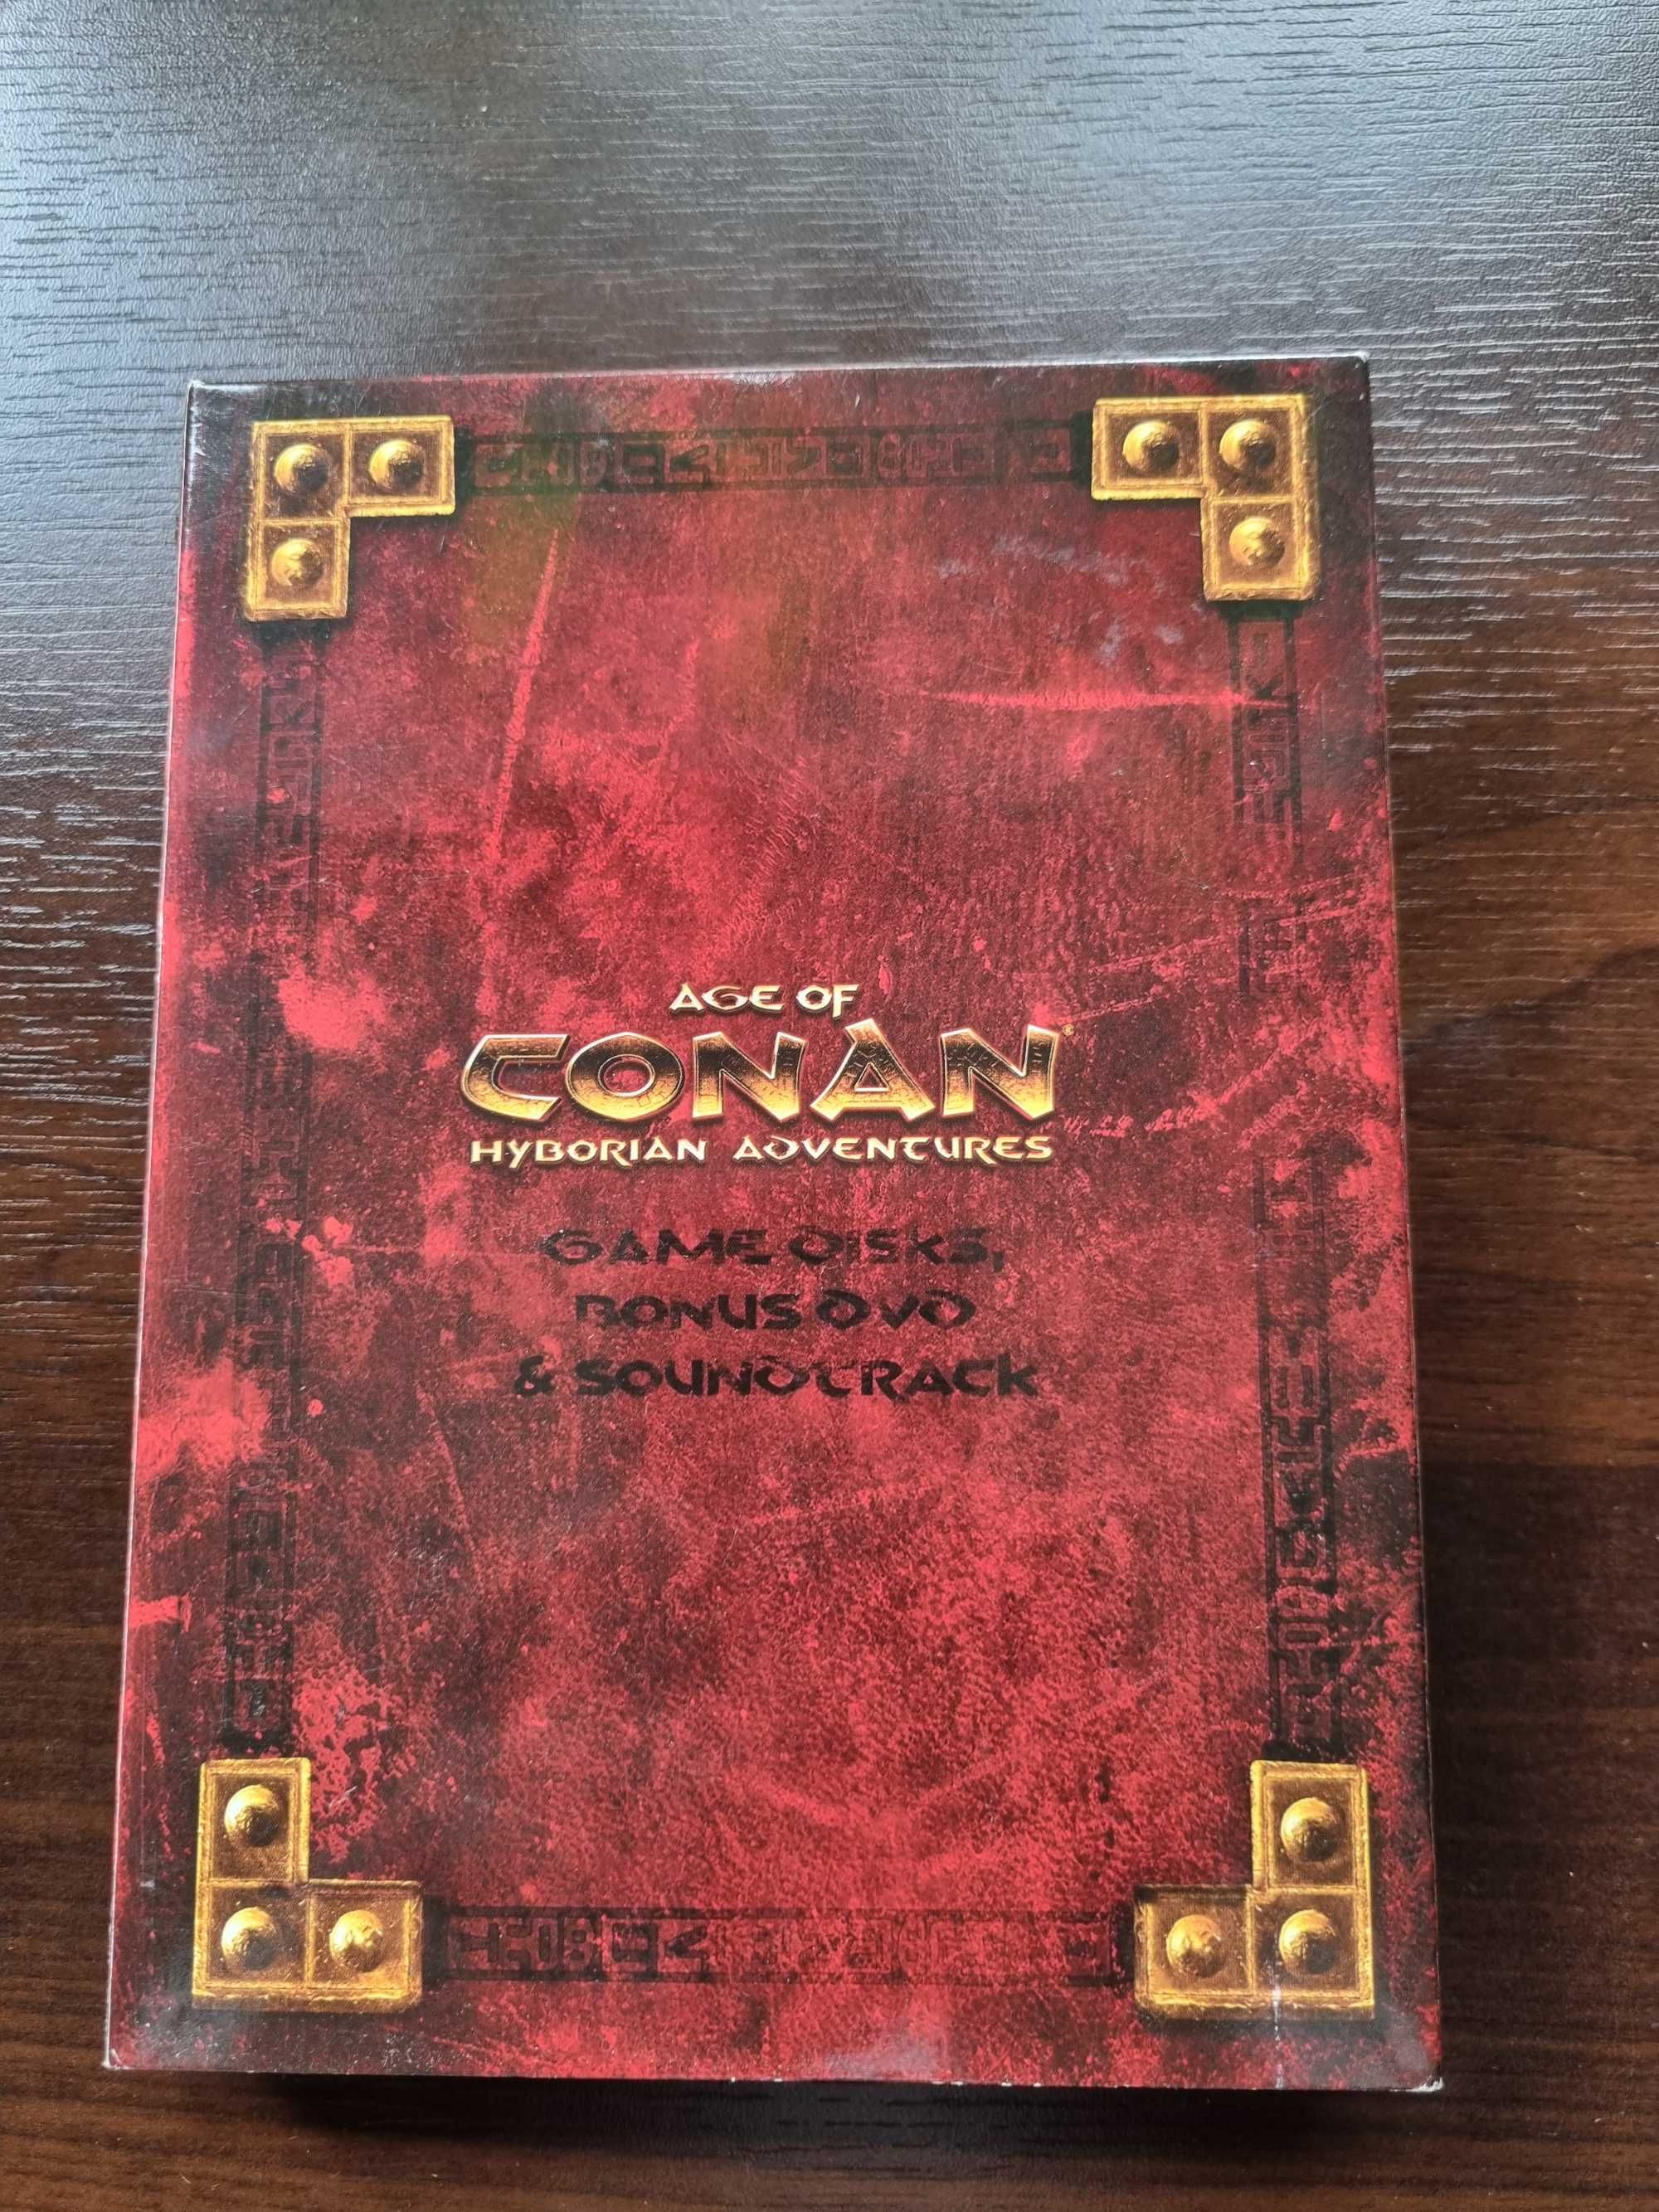 AGE OF
CONAN®
HYBORIAN ADVENTURES
GAME DISKS,
BONUS DVD
& SOUNDTRACK